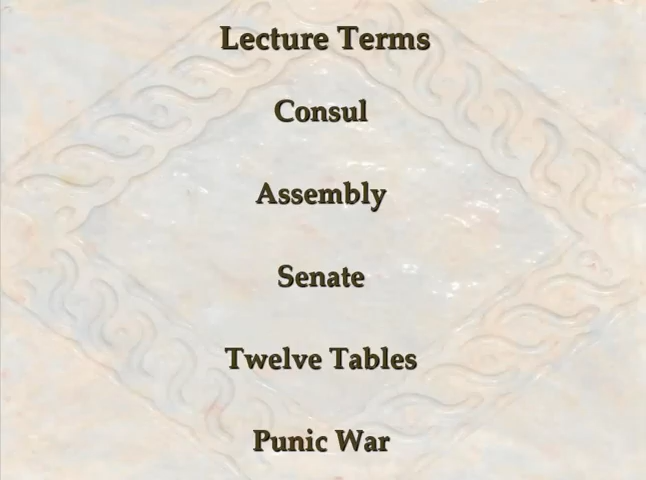 Lecture Terms
Consul
Assembly
Senate
Twelve Tables
Punic War